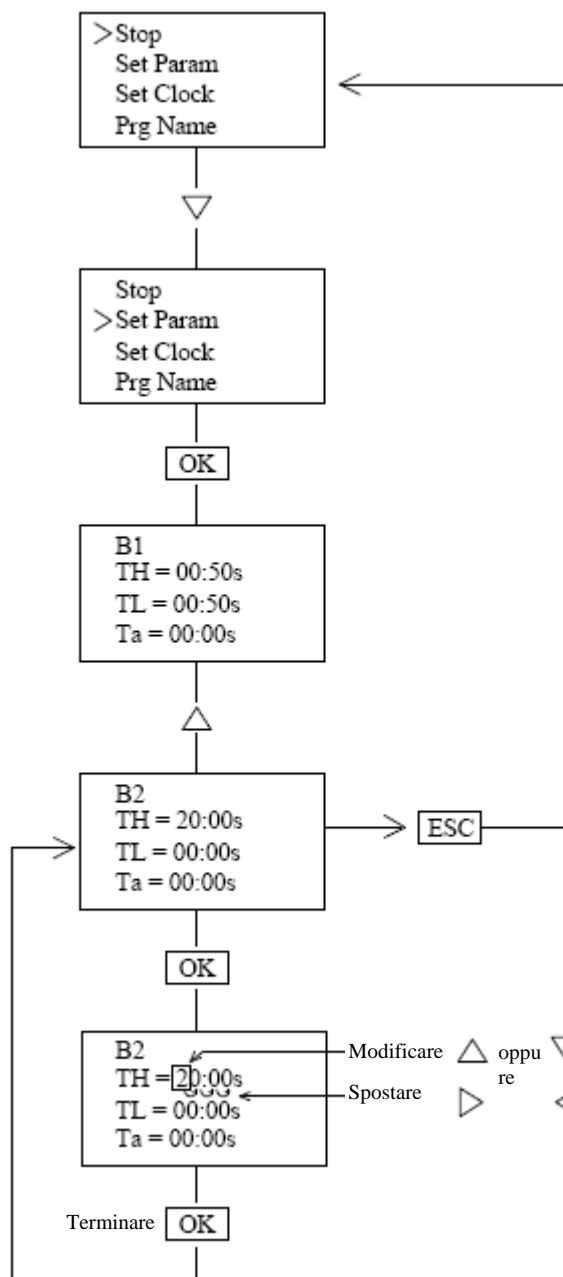 >Stop
Set Param
Set Clock
Prg Name
Stop
>Set Param
Set Clock
Prg Name
OK
B1
TH = 00:50s
TL = 00:50s
Ta = 00:00s
B2
TH = 20:00s
TL = 00:00s
Ta = 00:00s
ESC
OK
B2
TH = 20:00s
TL = 00:00s
Ta = 00:00s
Modificare
oppu
re
Spostare
Terminare OK